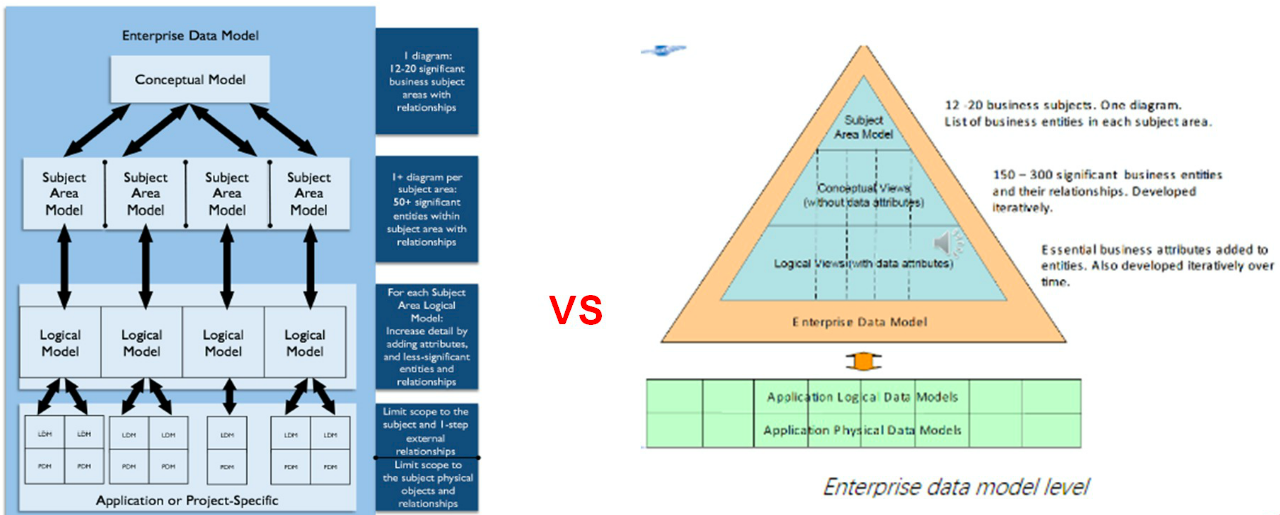 Enterprise Data Model
Conceptual Model
1 diagram:
12-20 significant
business subject
areas with
relationships
Subject
Area
Model
Subject
Area
Model
Subject
Area
Model
Subject
Area
Model
1+ diagram per
subject area:
50+ significant
entities within
subject area with
relationships
Logical
Model
Logical
Model
Logical
Model
Logical
Model
For each Subject
Area Logical
Model:
Increase detail by
adding attributes,
and less-significant
entities and
relationships
LDM LDM LDM LDM LDM LDM LDM
PDM PDM PDM PDM PDM PDM PDM
Application or Project-Specific
Limit scope to the
subject and 1-step
external
relationships
Limit scope to
the subject physical
objects and
relationships
VS
Subject
Area Model
12 -20 business subjects. One diagram.
List of business entities in each subject area.
Conceptual Views
(without data attributes)
150 – 300 significant business entities
and their relationships. Developed
iteratively.
Logical Views (with data attributes)
Essential business attributes added to
entities. Also developed iteratively over
time.
Enterprise Data Model
Application Logical Data Models
Application Physical Data Models
Enterprise data model level